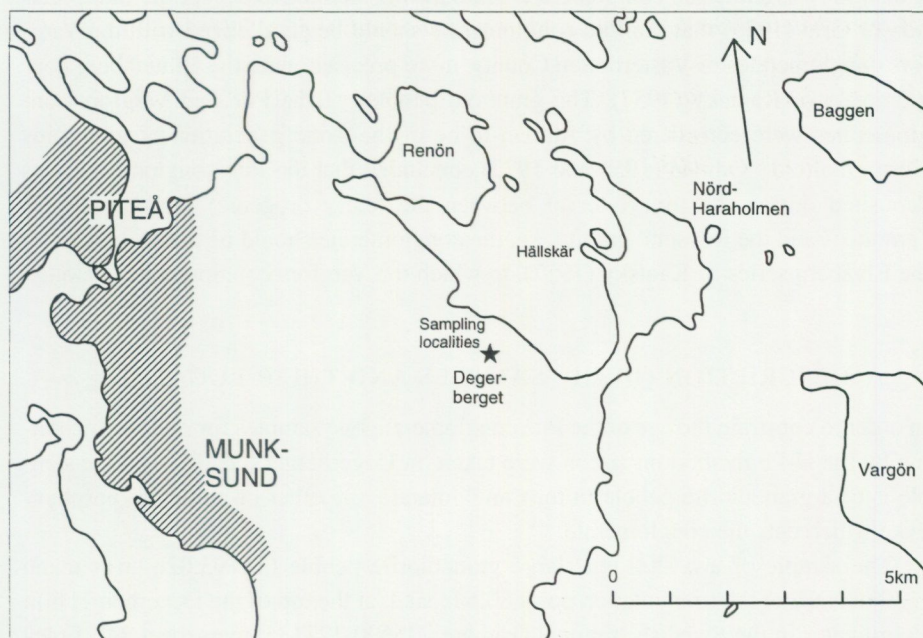 N
Baggen
Renön
Nörd-
Haraholmen
PITEÅ
Hällskär
Sampling
localities
Deger-
berget
MUNK-
SUND
Vargön
0
5km